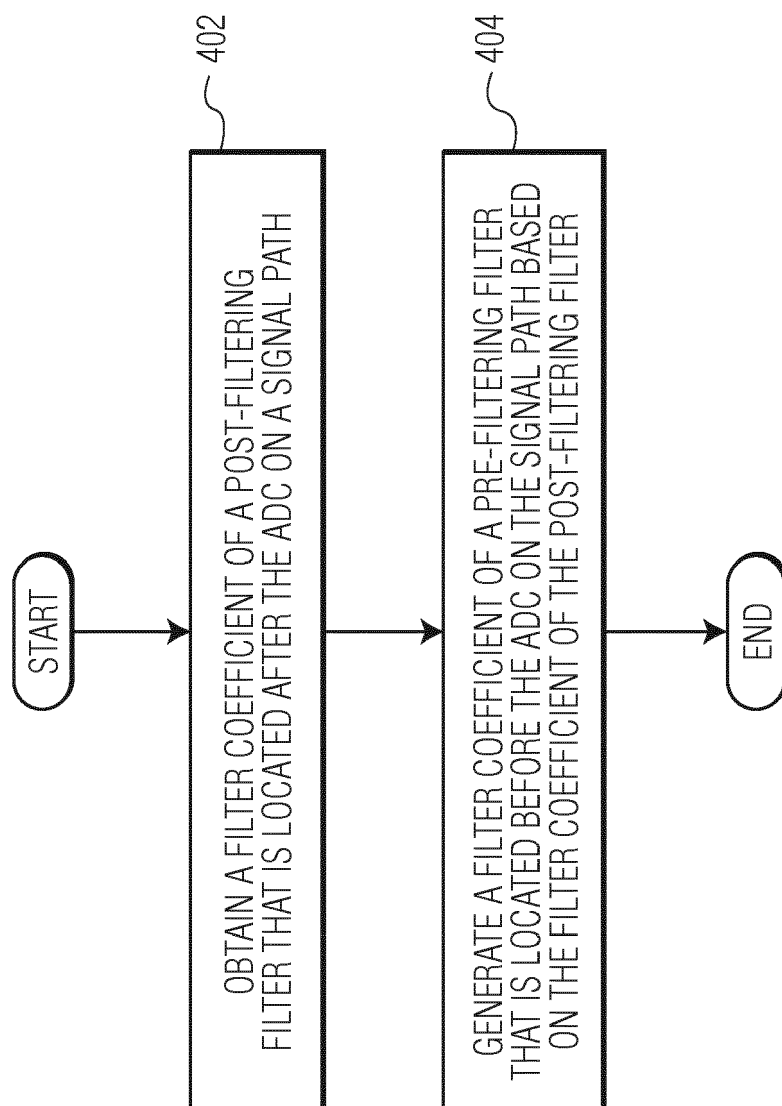 START
OBTAIN A FILTER COEFFICIENT OF A POST-FILTERING
FILTER THAT IS LOCATED AFTER THE ADC ON A SIGNAL PATH
402
GENERATE A FILTER COEFFICIENT OF A PRE-FILTERING FILTER
THAT IS LOCATED BEFORE THE ADC ON THE SIGNAL PATH BASED
ON THE FILTER COEFFICIENT OF THE POST-FILTERING FILTER
404
END